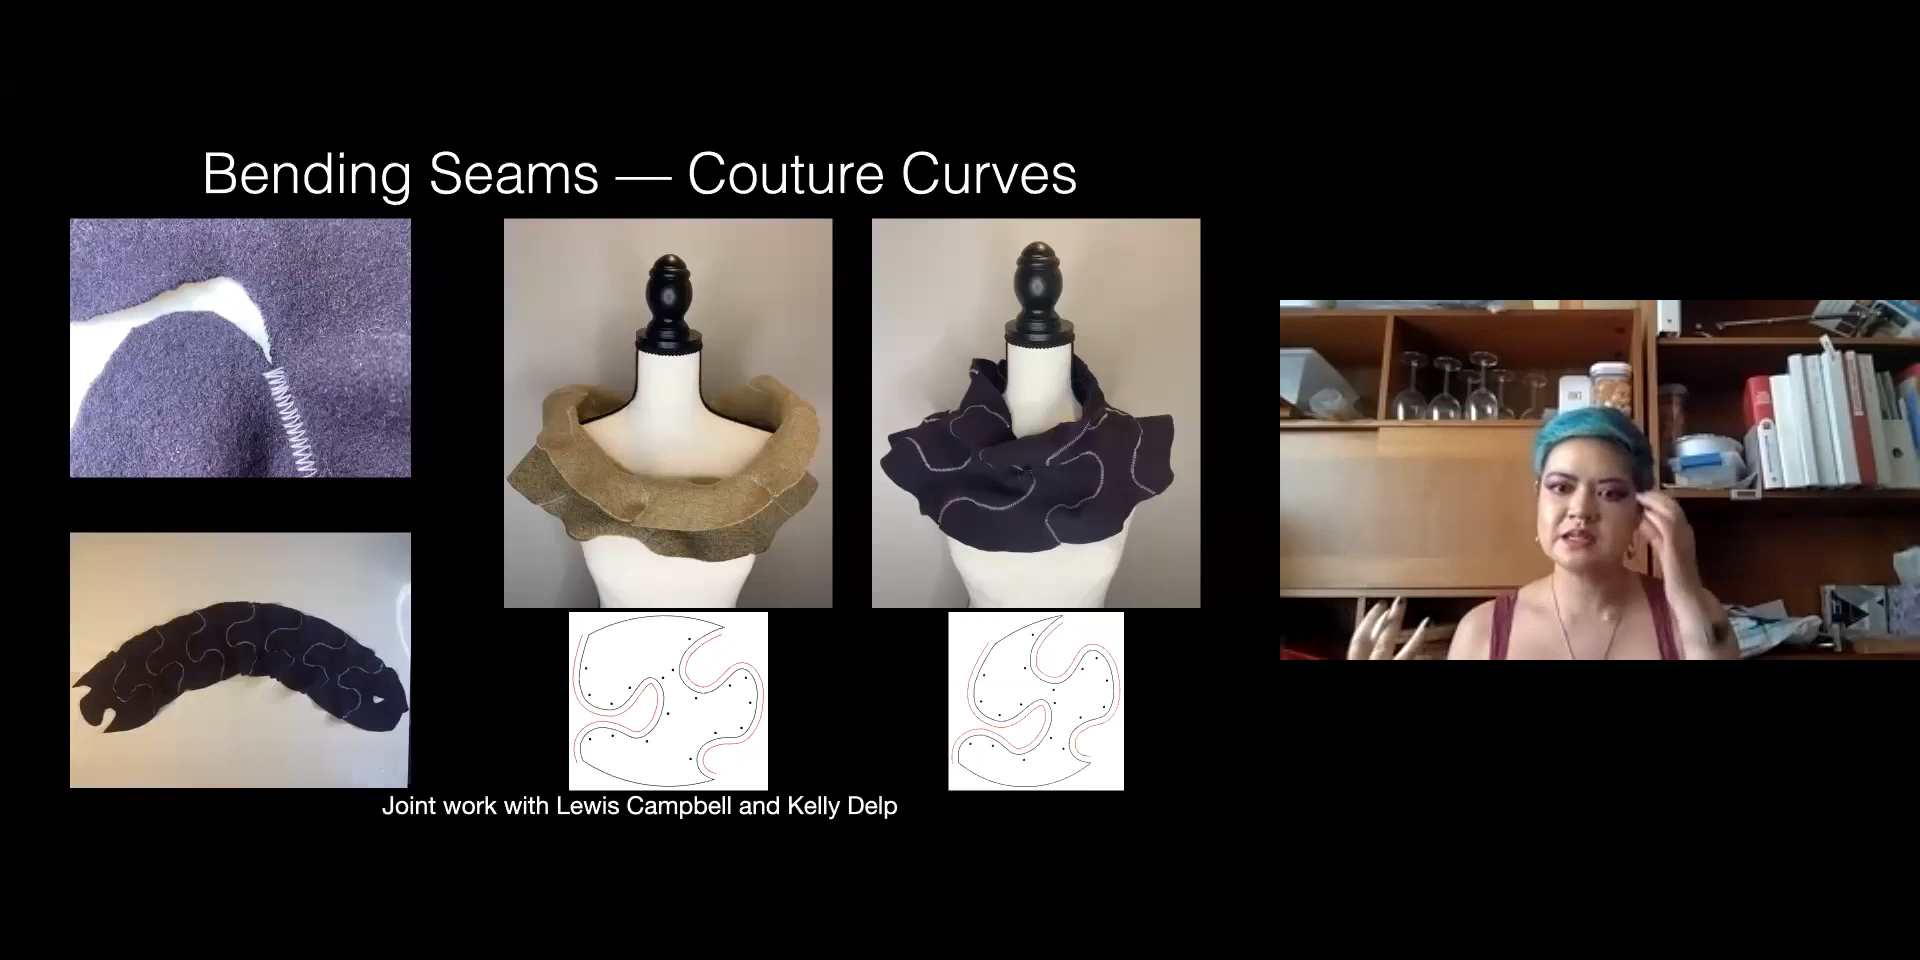 Bending Seams — Couture Curves
Joint work with Lewis Campbell and Kelly Delp